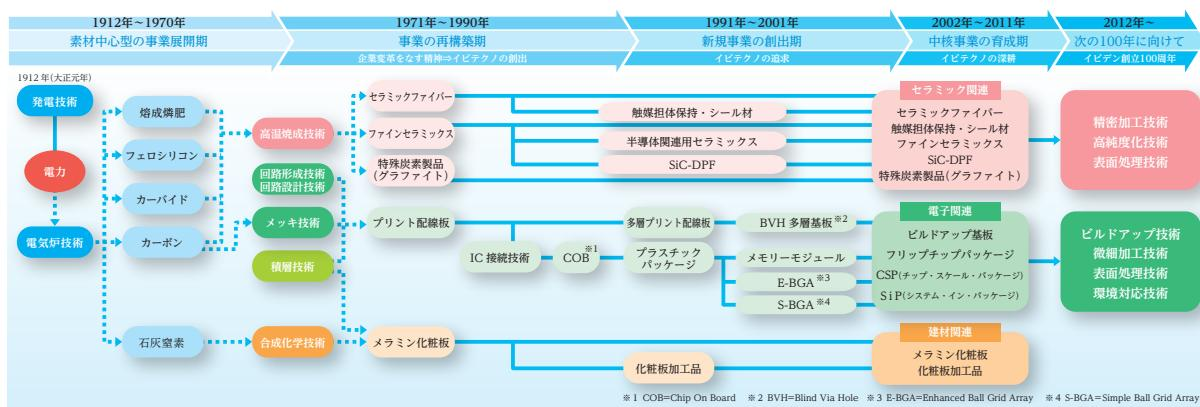 1912年~1970年
1971年~1990年
1991年~2001年
2002年~2011年
2012年~
素材中心型の事業展開期
事業の再構築期
新規事業の創出期
中核事業の育成期
次の100年に向けて
企業変革をなす精神⇒イビテクノの創出
イビテクノの追求
イビテクノの深耕
イビデン創立100周年
1912年(大正元年)
発電技術
電力
電気炉技術
熔成燐肥
フェロシリコン
カーバイド
カーボン
石灰窒素
高温焼成技術
回路形成技術
回路設計技術
メッキ技術
積層技術
合成化学技術
セラミックファイバー
ファインセラミックス
特殊炭素製品
(グラファイト)
プリント配線板
IC 接続技術
COB※1
メラミン化粧板
触媒担体保持・シール材
半導体関連用セラミックス
SiC-DPF
多層プリント配線板
プラスチック
パッケージ
BVH 多層基板※2
メモリーモジュール
E-BGA※3
S-BGA※4
化粧板加工品
セラミック関連
セラミックファイバー
触媒担体保持・シール材
ファインセラミックス
SiC-DPF
特殊炭素製品(グラファイト)
電子関連
ビルドアップ基板
フリップチップパッケージ
CSP(チップ・スケール・パッケージ)
SiP(システム・イン・パッケージ)
建材関連
メラミン化粧板
化粧板加工品
精密加工技術
高純度化技術
表面処理技術
ビルドアップ技術
微細加工技術
表面処理技術
環境対応技術
※1 COB=Chip On Board ※2 BVH=Blind Via Hole ※3 E-BGA=Enhanced Ball Grid Array ※4 S-BGA=Simple Ball Grid Array